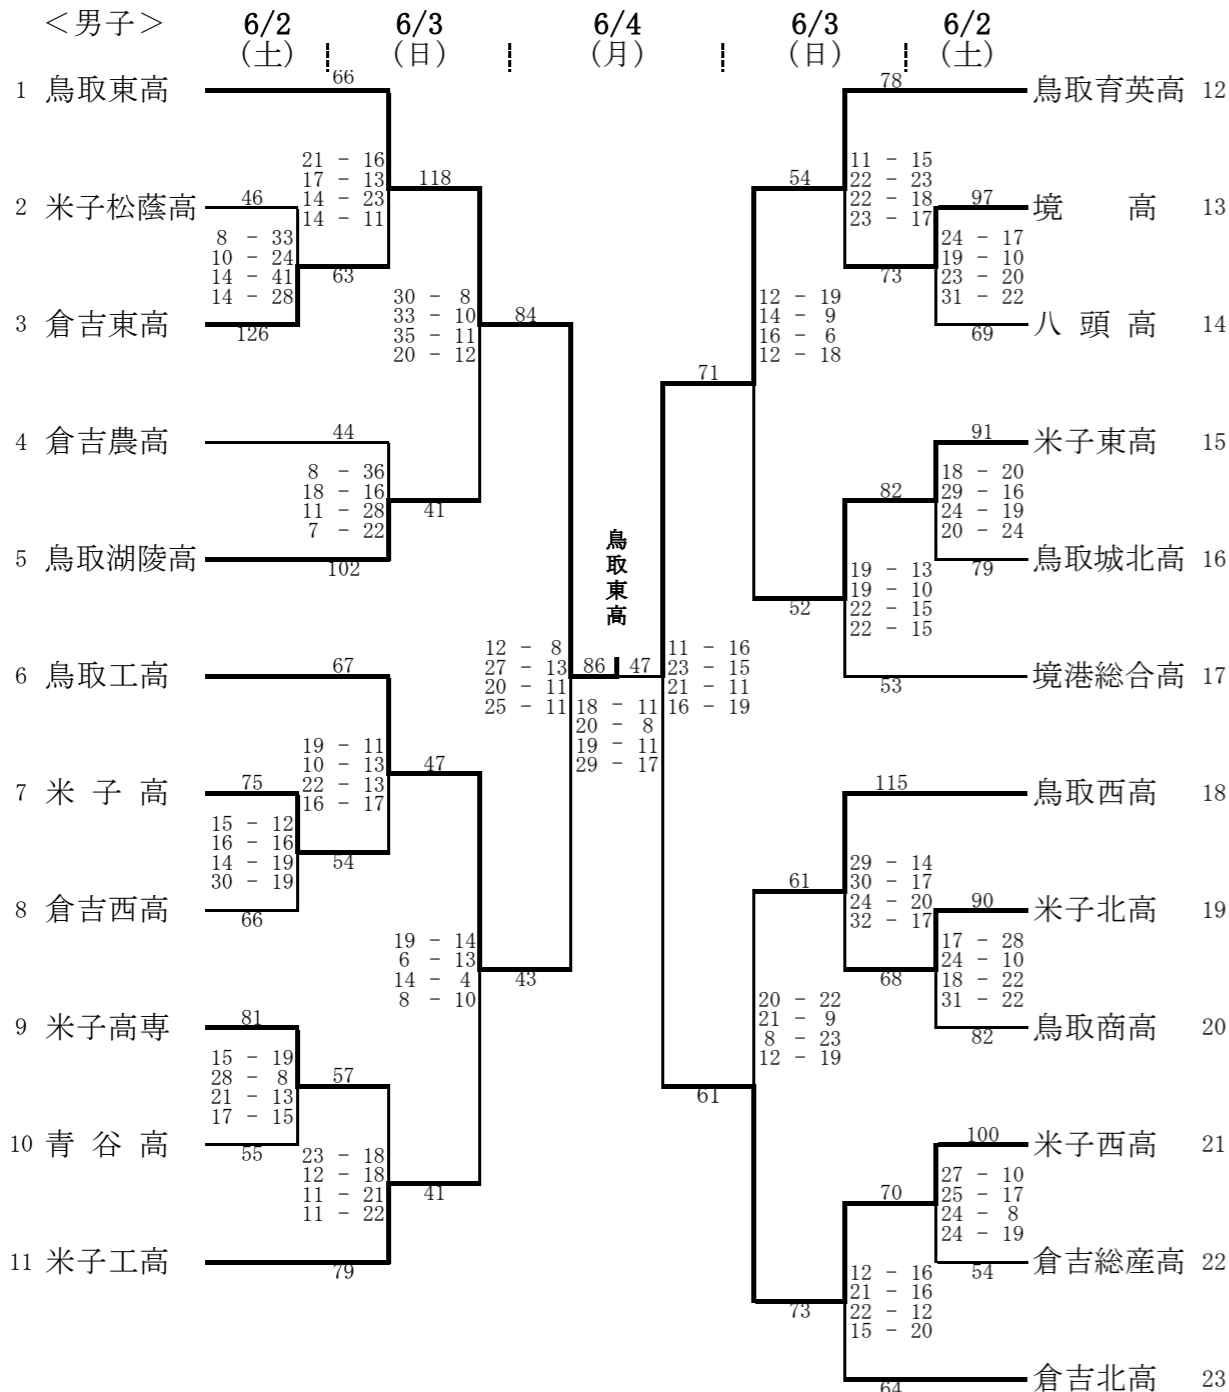 ＜男子＞ 6/2 6/3 6/4 6/3 6/2
(土) (日) (月) (日) (土)
1 鳥取東高
66
2 米子松蔭高
46
8 - 33
10 - 24
14 - 41
14 - 28
3 倉吉東高
126
21 - 16
17 - 13
14 - 23
14 - 11
63
118
4 倉吉農高
44
8 - 36
18 - 16
11 - 28
7 - 22
5 鳥取湖陵高
102
41
30 - 8
33 - 10
35 - 11
20 - 12
84
6 鳥取工高
67
7 米子高
75
15 - 12
16 - 16
14 - 19
30 - 19
8 倉吉西高
66
19 - 11
10 - 13
22 - 13
16 - 17
54
47
9 米子高専
81
15 - 19
28 - 8
21 - 13
17 - 15
10 青谷高
55
57
23 - 18
12 - 18
11 - 21
11 - 22
11 米子工高
79
41
19 - 14
6 - 13
14 - 4
8 - 10
43
12 - 8
27 - 13
20 - 11
25 - 11
鳥取東高
86 47
18 - 11
20 - 8
19 - 11
29 - 17
11 - 16
23 - 15
21 - 11
16 - 19
71
61
78
鳥取育英高 12
97
境高 13
24 - 17
19 - 10
23 - 20
31 - 22
69
八頭高 14
11 - 15
22 - 23
22 - 18
23 - 17
73
54
12 - 19
14 - 9
16 - 6
12 - 18
91
米子東高 15
18 - 20
29 - 16
24 - 19
20 - 24
79
鳥取城北高 16
82
19 - 13
19 - 10
22 - 15
22 - 15
53
境港総合高 17
52
115
鳥取西高 18
90
米子北高 19
17 - 28
24 - 10
18 - 22
31 - 22
82
鳥取商高 20
29 - 14
30 - 17
24 - 20
32 - 17
68
61
20 - 22
21 - 9
8 - 23
12 - 19
100
米子西高 21
27 - 10
25 - 17
24 - 8
24 - 19
54
倉吉総産高 22
70
12 - 16
21 - 16
22 - 12
15 - 20
64
倉吉北高 23
73